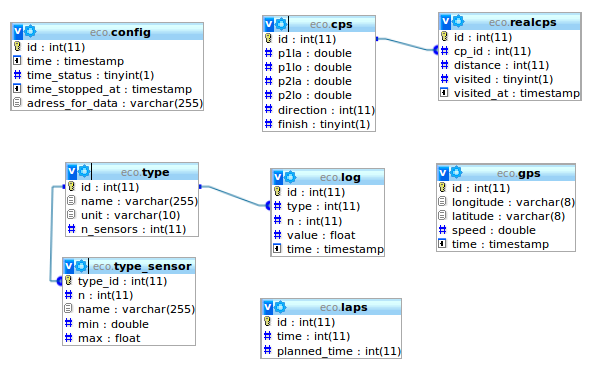 eco.config
id : int(11)
time : timestamp
time_status : tinyint(1)
time_stopped_at : timestamp
adress_for_data : varchar(255)
eco.cps
id : int(11)
p1la : double
p1lo : double
p2la : double
p2lo : double
direction : int(11)
finish : tinyint(1)
eco.realcps
id : int(11)
cp_id : int(11)
distance : int(11)
visited : tinyint(1)
visited_at : timestamp
eco.type
id : int(11)
name : varchar(255)
unit : varchar(10)
n_sensors : int(11)
eco.log
id : int(11)
type : int(11)
n : int(11)
value : float
time : timestamp
eco.gps
id : int(11)
longitude : varchar(8)
latitude : varchar(8)
speed : double
time : timestamp
eco.type_sensor
type_id : int(11)
n : int(11)
name : varchar(255)
min : double
max : float
eco.laps
id : int(11)
time : int(11)
planned_time : int(11)